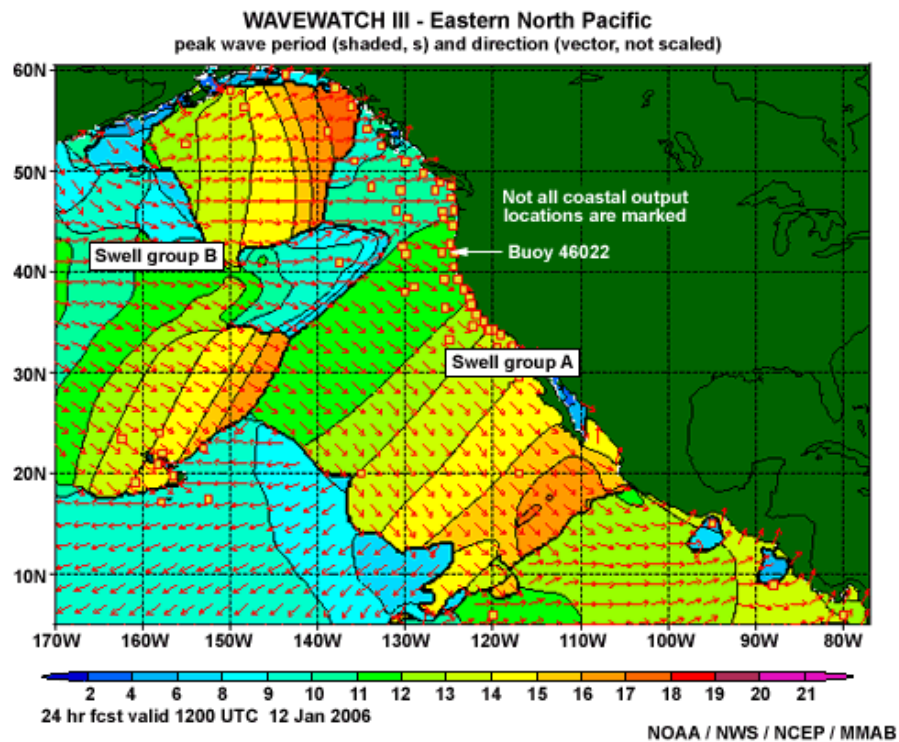 WAVEWATCH III - Eastern North Pacific
peak wave period (shaded, s) and direction (vector, not scaled)
60N
50N
Not all coastal output
locations are marked
Swell group B
Buoy 46022
40N
Swell group A
30N
20N
10N
170W 160W 150W 140W 130W 120W 110W 100W 90W 80W
2 4 6 8 9 10 11 12 13 14 15 16 17 18 19 20 21
24 hr fcst valid 1200 UTC 12 Jan 2006
NOAA / NWS / NCEP / MMAB